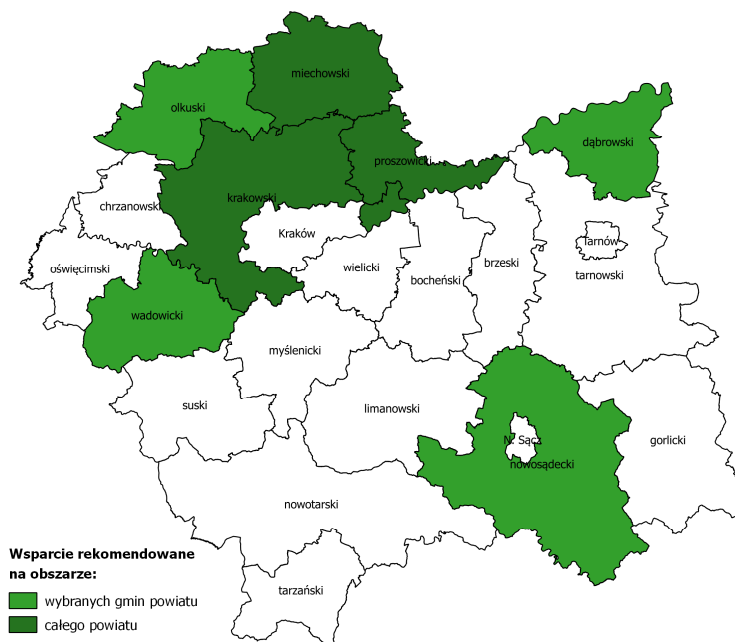 miechowski
olkuski
dąbrowski
proszowicki
krakowski
chrzanowski
Kraków
Tarnów
oświęcimski
wielicki
bocheński
brzeski
tarnowski
wadowicki
myślenicki
suski
limanowski
N. Sącz
gorlicki
nowosądecki
nowotarski
Wsparcie rekomendowane
na obszarze:
wybranych gmin powiatu
tarzański
całego powiatu